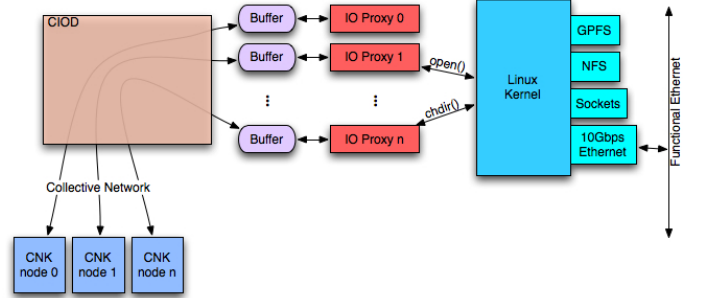 CIOD
Buffer
IO Proxy 0
Buffer
IO Proxy 1
open()
Linux
Kernel
GPFS
NFS
Sockets
10Gbps
Ethernet
Functional Ethernet
...
...
chdir()
Buffer
IO Proxy n
Collective Network
CNK
node 0
CNK
node 1
CNK
node n